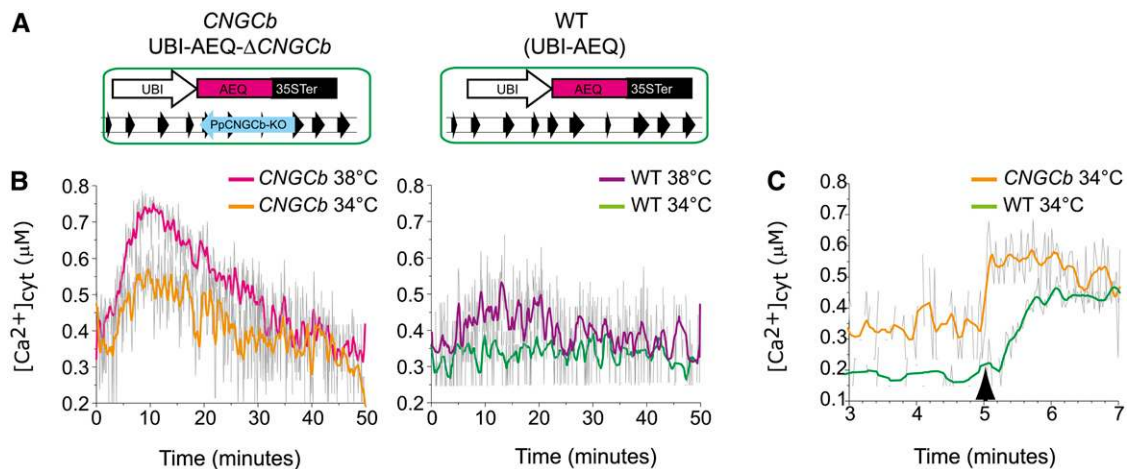 A
CNGCb
UBI-AEQ-ΔCNGCb
UBI
AEQ
35STer
PpCNGCb-KO
WT
(UBI-AEQ)
UBI
AEQ
35STer
B
CNGCb 38°C
CNGCb 34°C
[Ca2+]cyt (μM)
0.8
0.7
0.6
0.5
0.4
0.3
0.2
0 10 20 30 40 50
Time (minutes)
WT 38°C
WT 34°C
0.8
0.7
0.6
0.5
0.4
0.3
0.2
0 10 20 30 40 50
Time (minutes)
C
CNGCb 34°C
WT 34°C
[Ca2+]cyt (μM)
0.8
0.7
0.6
0.5
0.4
0.3
0.2
0.1
3 4 5 6 7
Time (minutes)